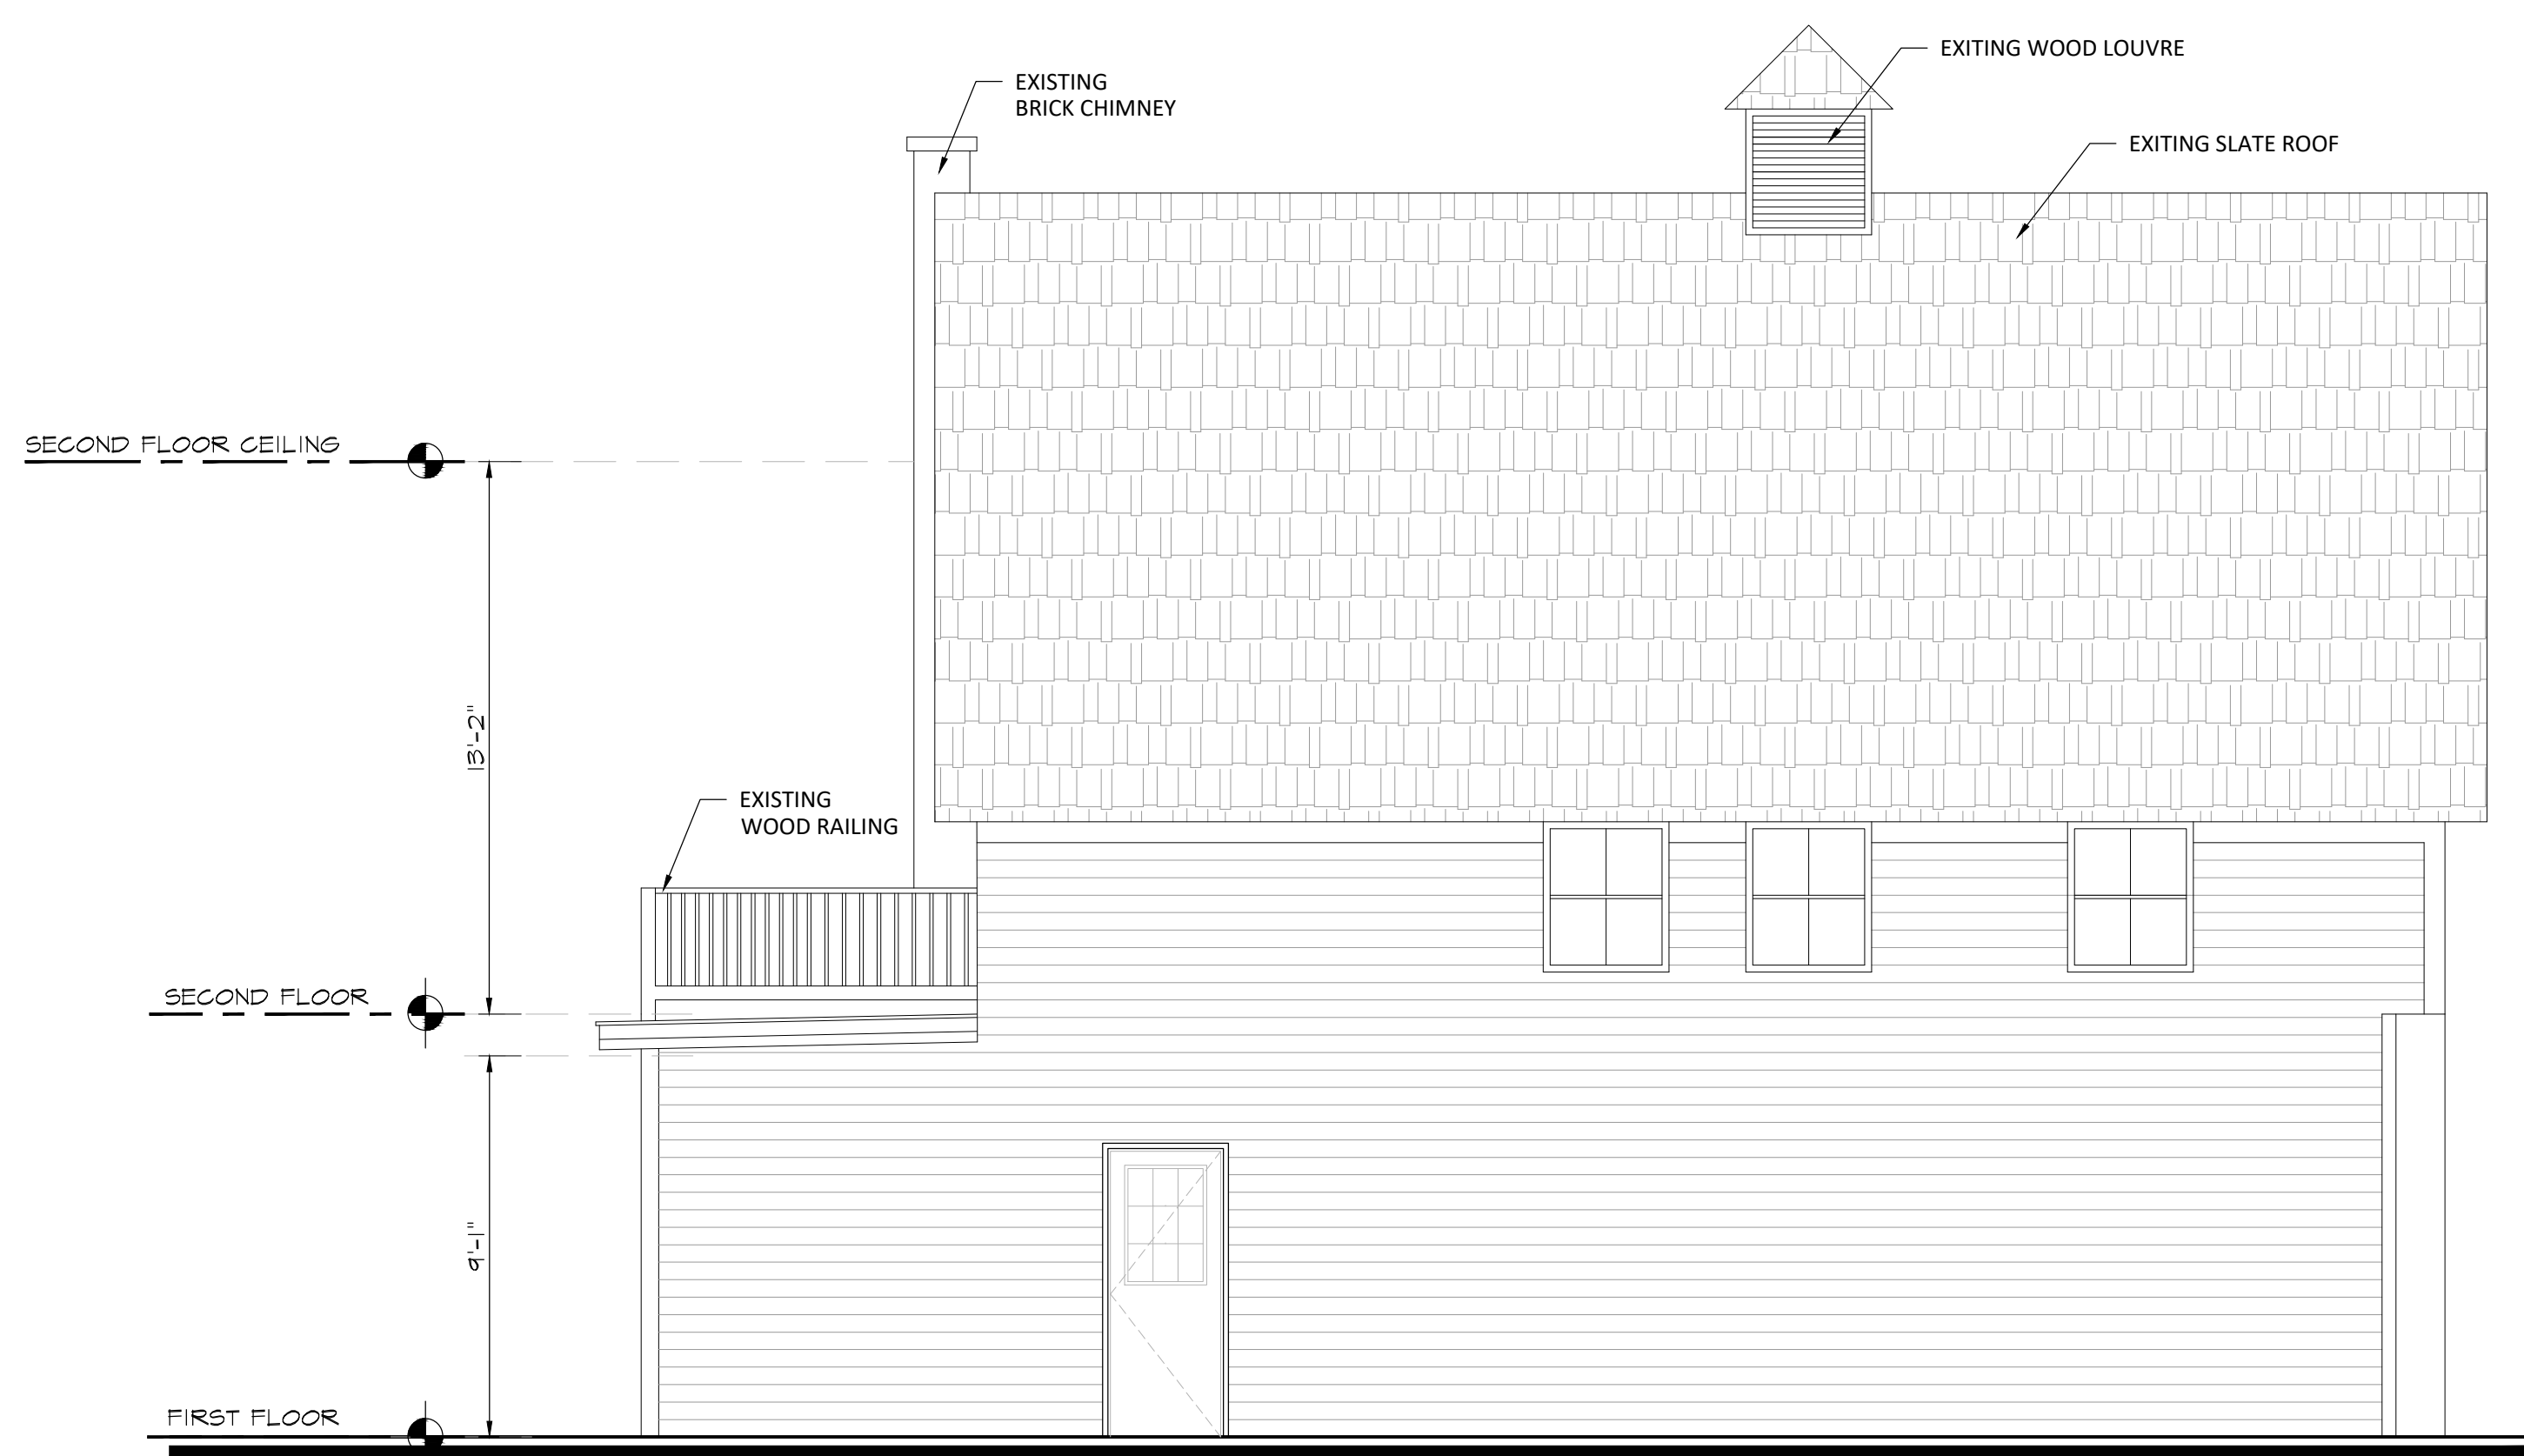 EXITING WOOD LOUVRE
EXISTING
BRICK CHIMNEY
EXITING SLATE ROOF
SECOND FLOOR CEILING
13'-2"
EXISTING
WOOD RAILING
SECOND FLOOR
9'-1"
FIRST FLOOR